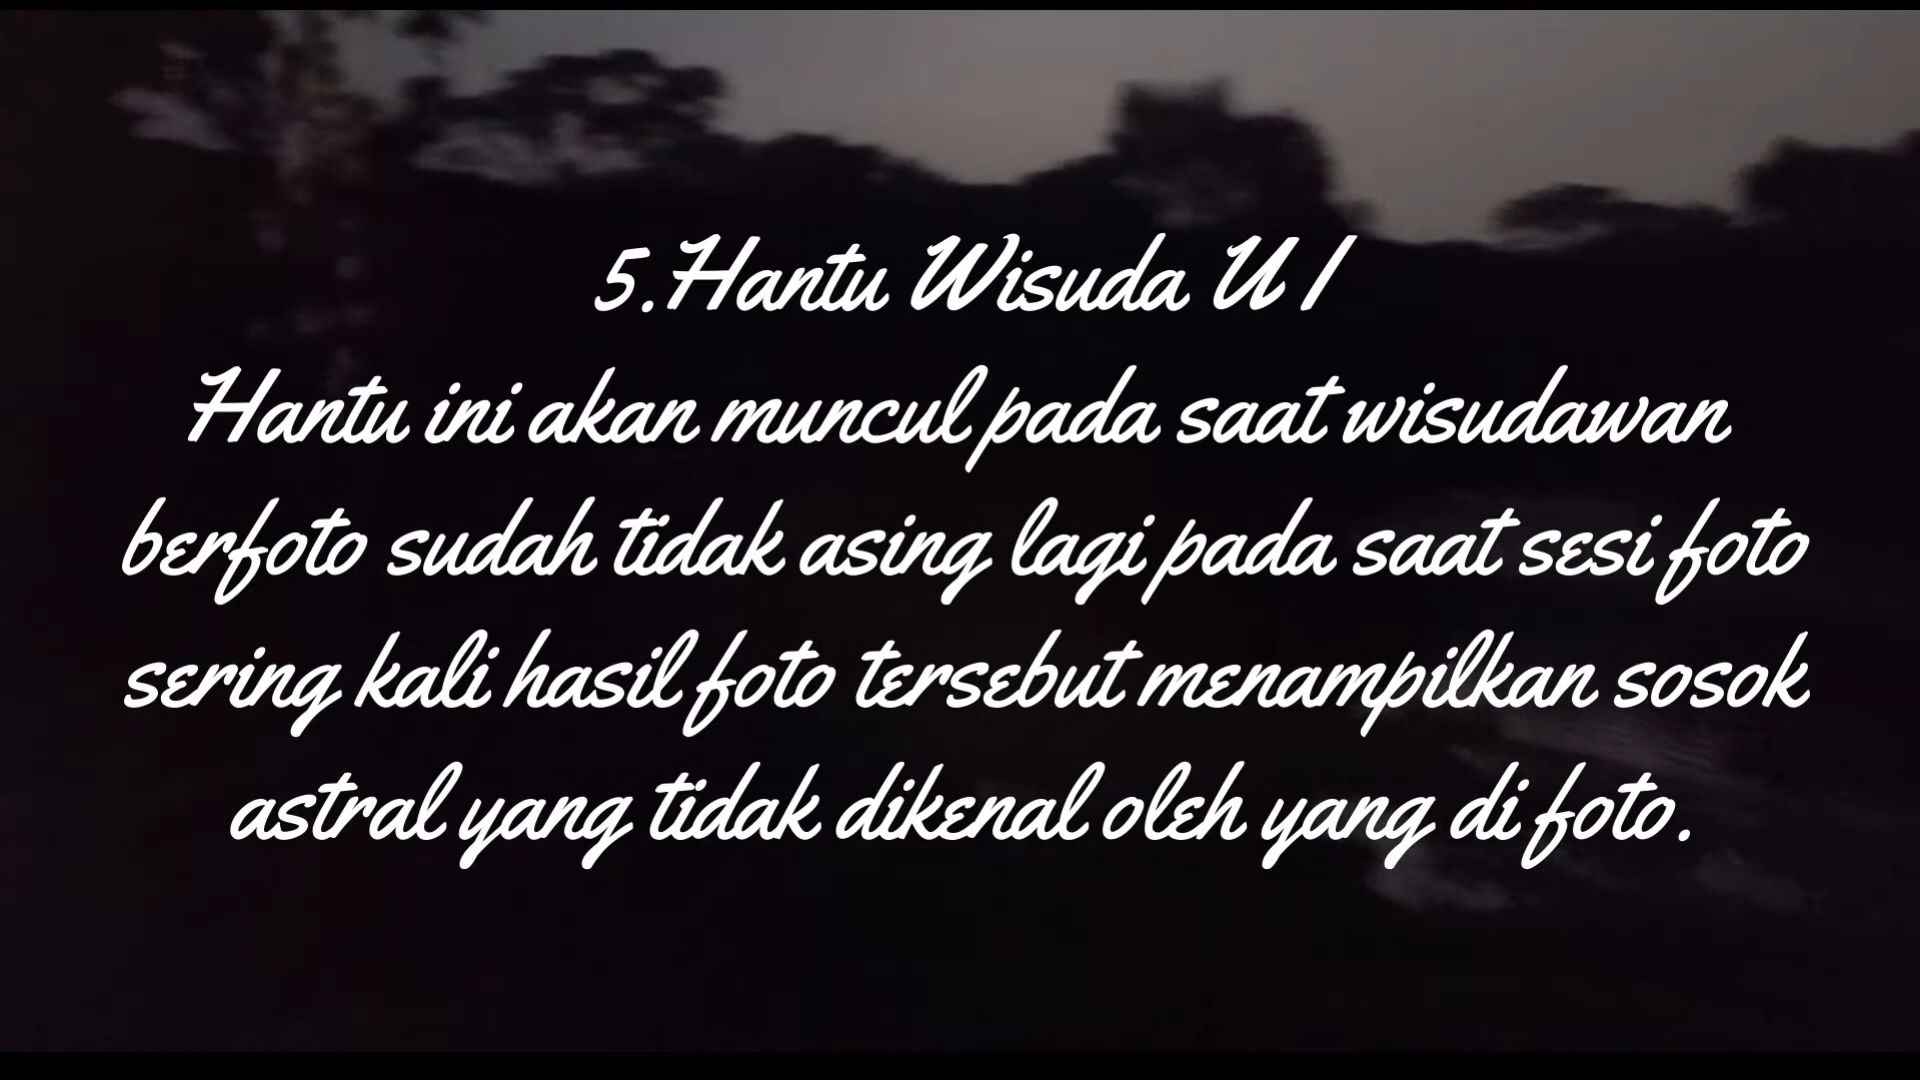 5.Hantu Wisuda UI
Hantu ini akan muncul pada saat wisudawan
berfoto sudah tidak asing lagi pada saat sesi foto
sering kali hasil foto tersebut menampilkan sosok
astral yang tidak dikenal oleh yang di foto.